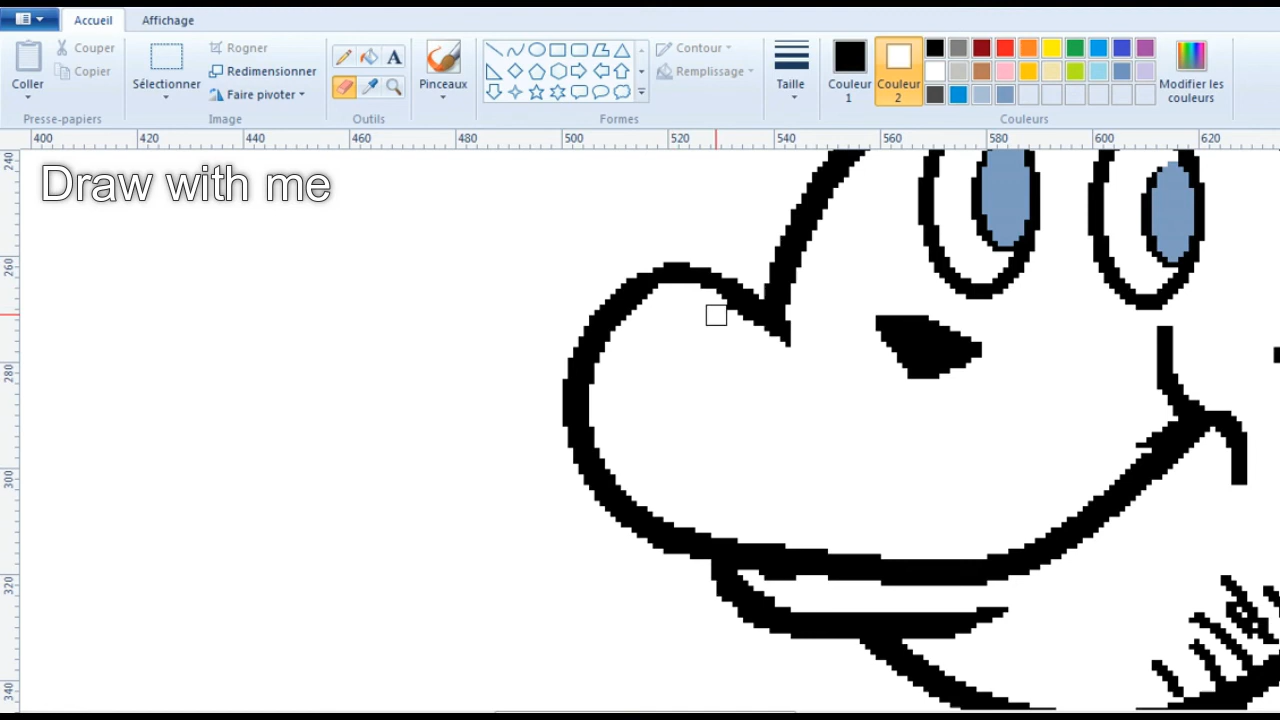 Accueil Affichage
Coller
Couper
Copier
Presse-papiers
Sélectionner
Rogner
Redimensionner
Faire pivoter
Image
A
Outils
Pinceaux
Formes
Contour
Remplissage
Taille
Couleur 1
Couleur 2
Modifier les couleurs
Couleurs
400 420 440 460 480 500 520 540 560 580 600 620
240
260
280
300
320
340
Draw with me